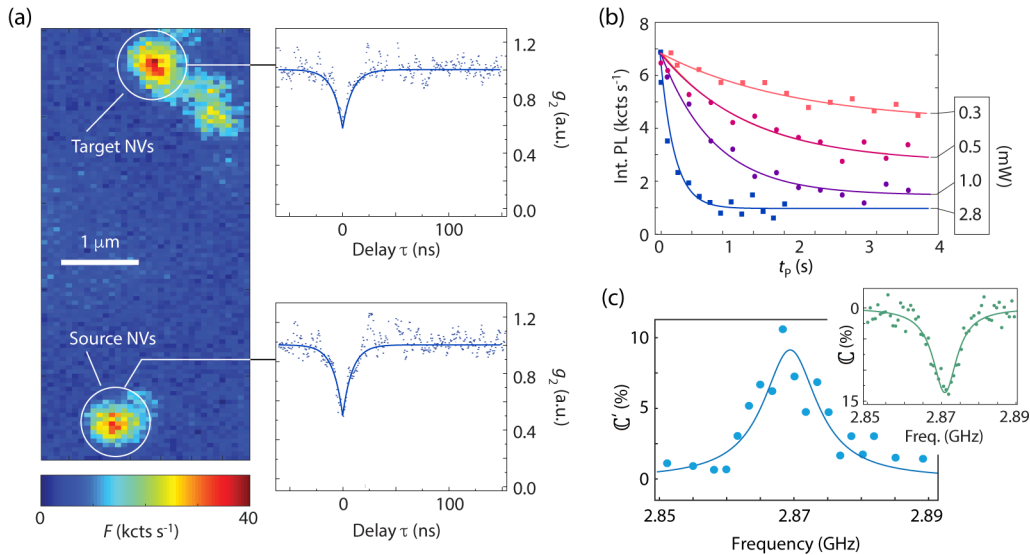 (a)
Target NVs
1 μm
Source NVs
0
40
F (kcts s⁻¹)
1.2
0.8
0.4
0.0
g₂ (a.u.)
0
100
Delay τ (ns)
1.2
0.8
0.4
0.0
g₂ (a.u.)
0
100
Delay τ (ns)
(b)
8
6
4
2
0
Int. PL (kcts s⁻¹)
0
1
2
3
4
tₚ (s)
0.3
0.5
1.0
2.8
(mW)
(c)
10
5
0
ℂ' (%)
2.85
2.87
2.89
Frequency (GHz)
0
15
ℂ (%)
2.85
2.87
2.89
Freq. (GHz)